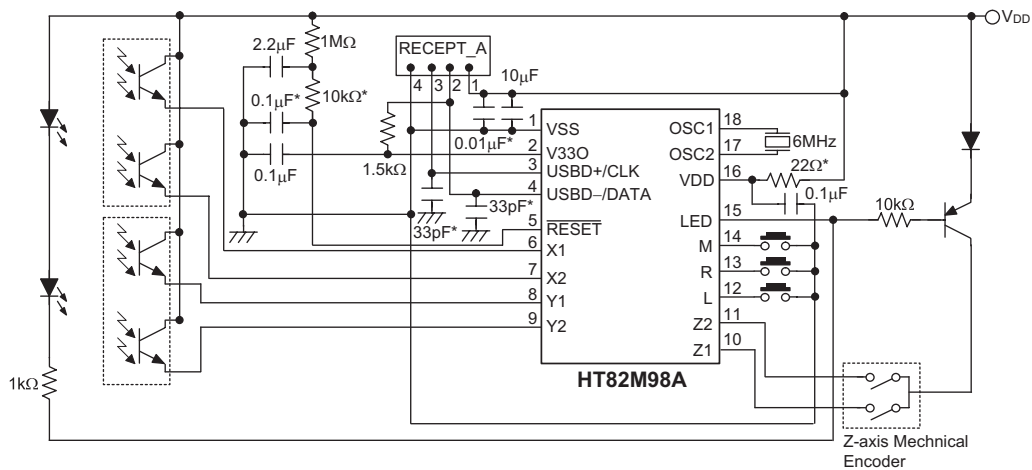 VDD
2.2μF
1MΩ
RECEPT_A
4 3 2 1
10μF
0.1μF*
10kΩ*
0.01μF*
0.1μF
1.5kΩ
33pF*
33pF*
1 VSS
2 V33O
3 USBD+/CLK
4 USBD−/DATA
5 RESET
6 X1
7 X2
8 Y1
9 Y2
OSC1 18
OSC2 17
VDD 16
LED 15
M 14
R 13
L 12
Z2 11
Z1 10
6MHz
22Ω*
0.1μF
10kΩ
1kΩ
HT82M98A
Z-axis Mechnical
Encoder